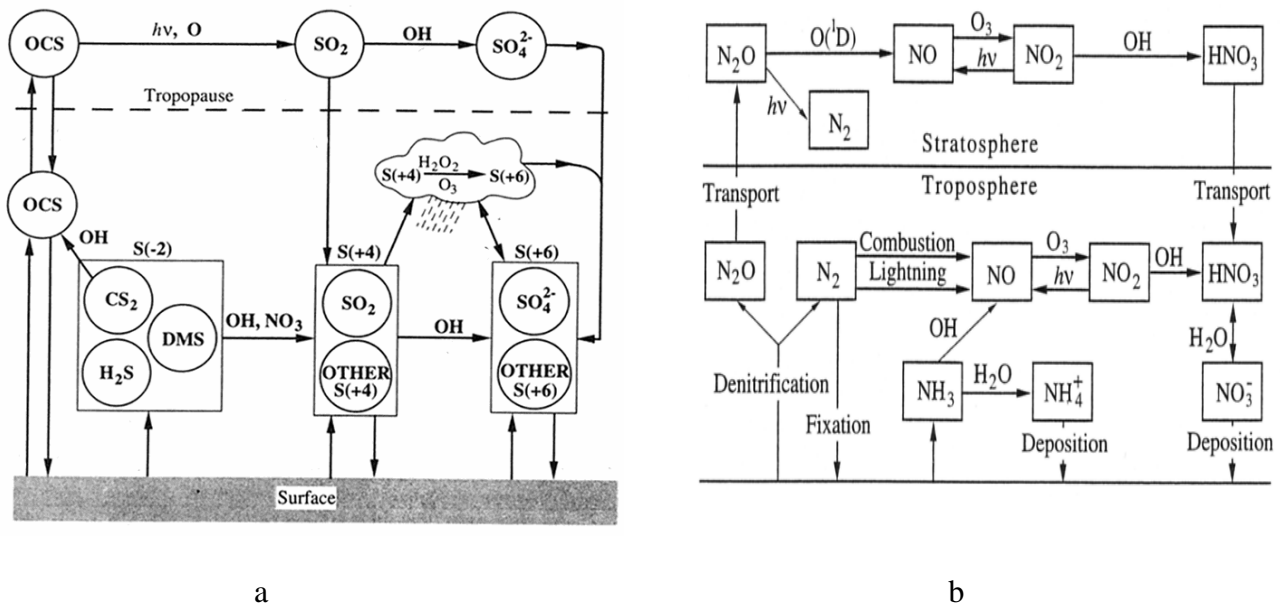 OCS
hν, O
SO₂
OH
SO₄²⁻
Tropopause
OCS
OH
S(-2)
CS₂
DMS
H₂S
OH, NO₃
S(+4)
H₂O₂
O₃
S(+6)
S(+4)
SO₂
OTHER
S(+4)
OH
S(+6)
SO₄²⁻
OTHER
S(+6)
Surface
a
N₂O
O(¹D)
NO
O₃
hν
NO₂
OH
HNO₃
hν
N₂
Stratosphere
Troposphere
Transport
Transport
N₂O
N₂
Combustion
Lightning
NO
O₃
hν
NO₂
OH
HNO₃
OH
H₂O
Denitrification
Fixation
NH₃
H₂O
NH₄⁺
NO₃⁻
Deposition
Deposition
b